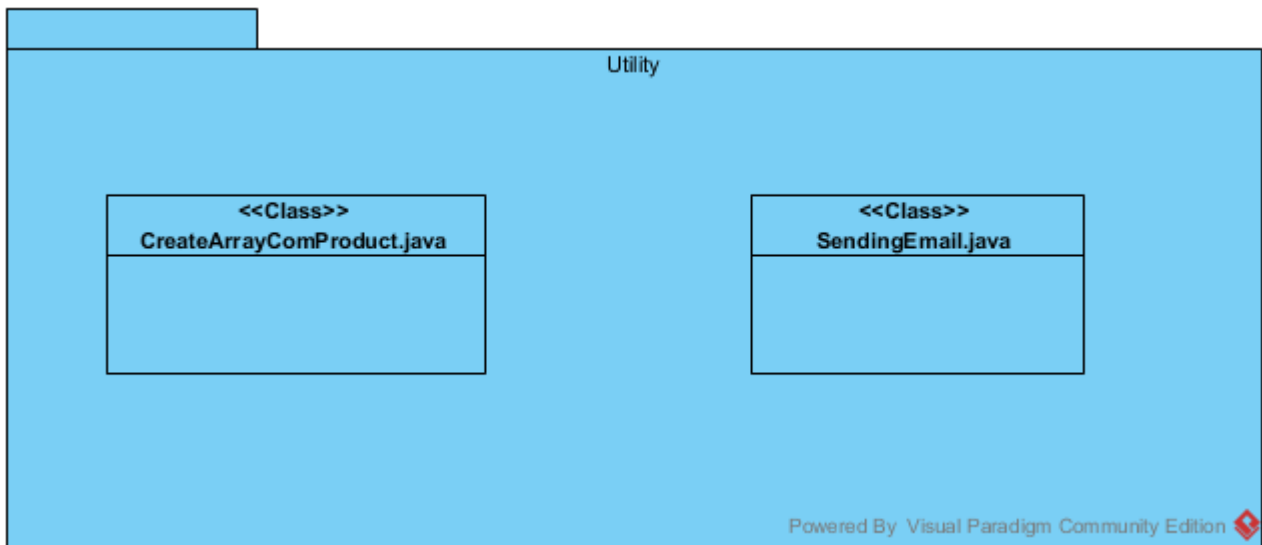 Utility
<<Class>>
CreateArrayComProduct.java
<<Class>>
SendingEmail.java
Powered By Visual Paradigm Community Edition